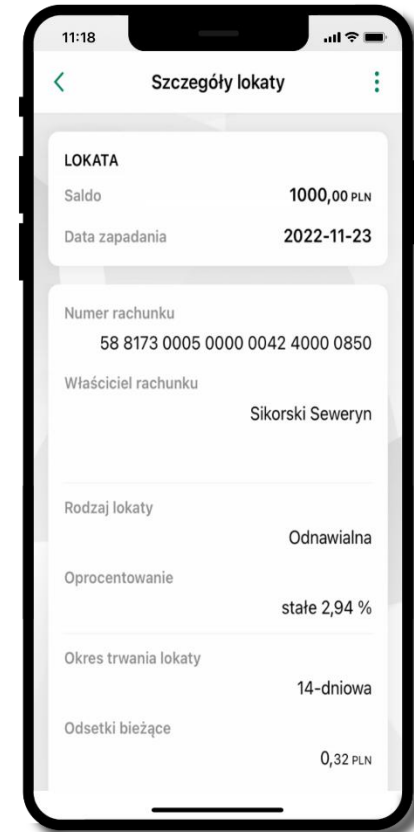 11:18
Szczegóły lokaty
LOKATA
Saldo 1000,00 PLN
Data zapadania 2022-11-23
Numer rachunku
58 8173 0005 0000 0042 4000 0850
Właściciel rachunku
Sikorski Seweryn
Rodzaj lokaty
Odnawialna
Oprocentowanie
stałe 2,94 %
Okres trwania lokaty
14-dniowa
Odsetki bieżące
0,32 PLN